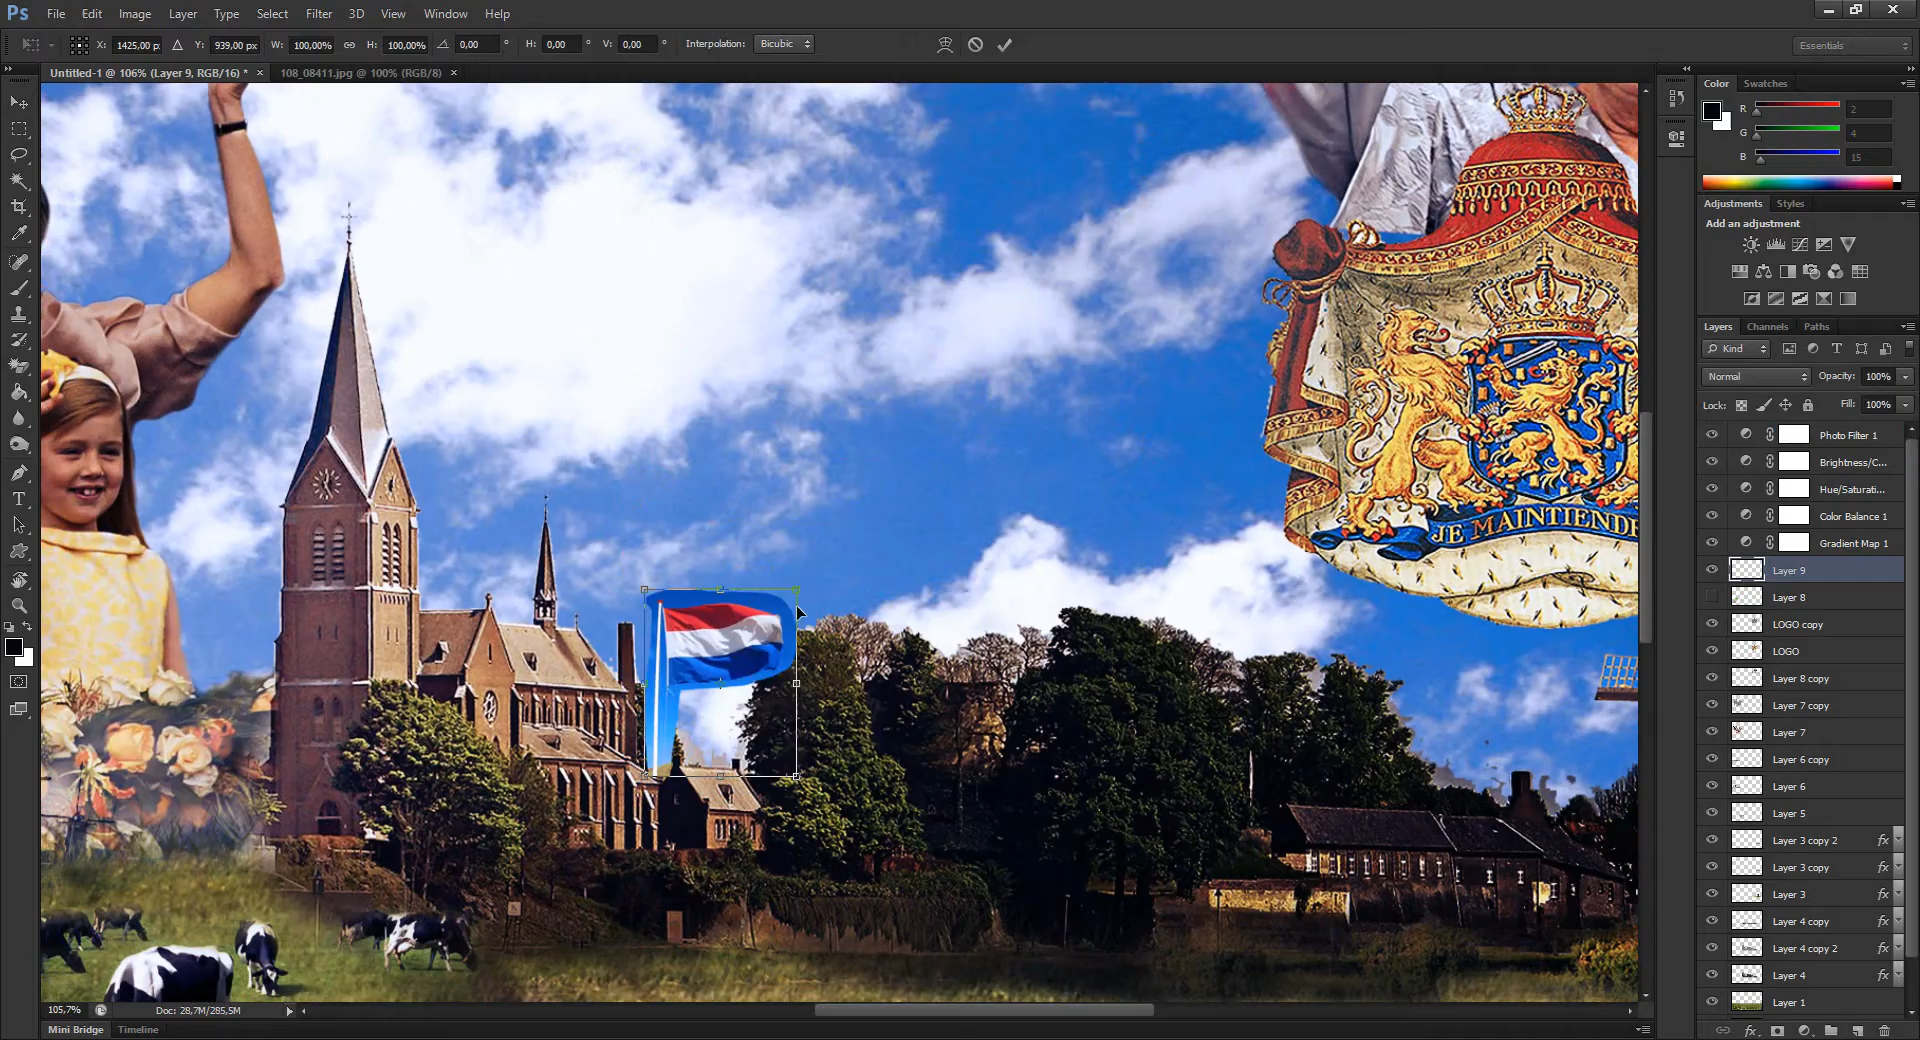 Ps File Edit Image Layer Type Select Filter 3D View Window Help
X: 1425,00 p: Y: 939,00 px W: 100,00% H: 100,00% 0,00 ° H: 0,00 ° V: 0,00 ° Interpolation: Bicubic
Essentials
Untitled-1 @ 106% (Layer 9, RGB/16) * × 108_08411.jpg @ 100% (RGB/8) ×
Color Swatches
R 2
G 4
B 15
Adjustments Styles
Add an adjustment
Layers Channels Paths
Kind
Normal Opacity: 100%
Lock: Fill: 100%
Photo Filter 1
Brightness/C...
Hue/Saturati...
Color Balance 1
Gradient Map 1
Layer 9
Layer 8
LOGO copy
LOGO
Layer 8 copy
Layer 7 copy
Layer 7
Layer 6 copy
Layer 6
Layer 5
Layer 3 copy 2 fx
Layer 3 copy fx
Layer 3 fx
Layer 4 copy fx
Layer 4 copy 2 fx
Layer 4 fx
Layer 1
JE MAINTIENDR
105,7% Doc: 28,7M/285,5M
Mini Bridge Timeline